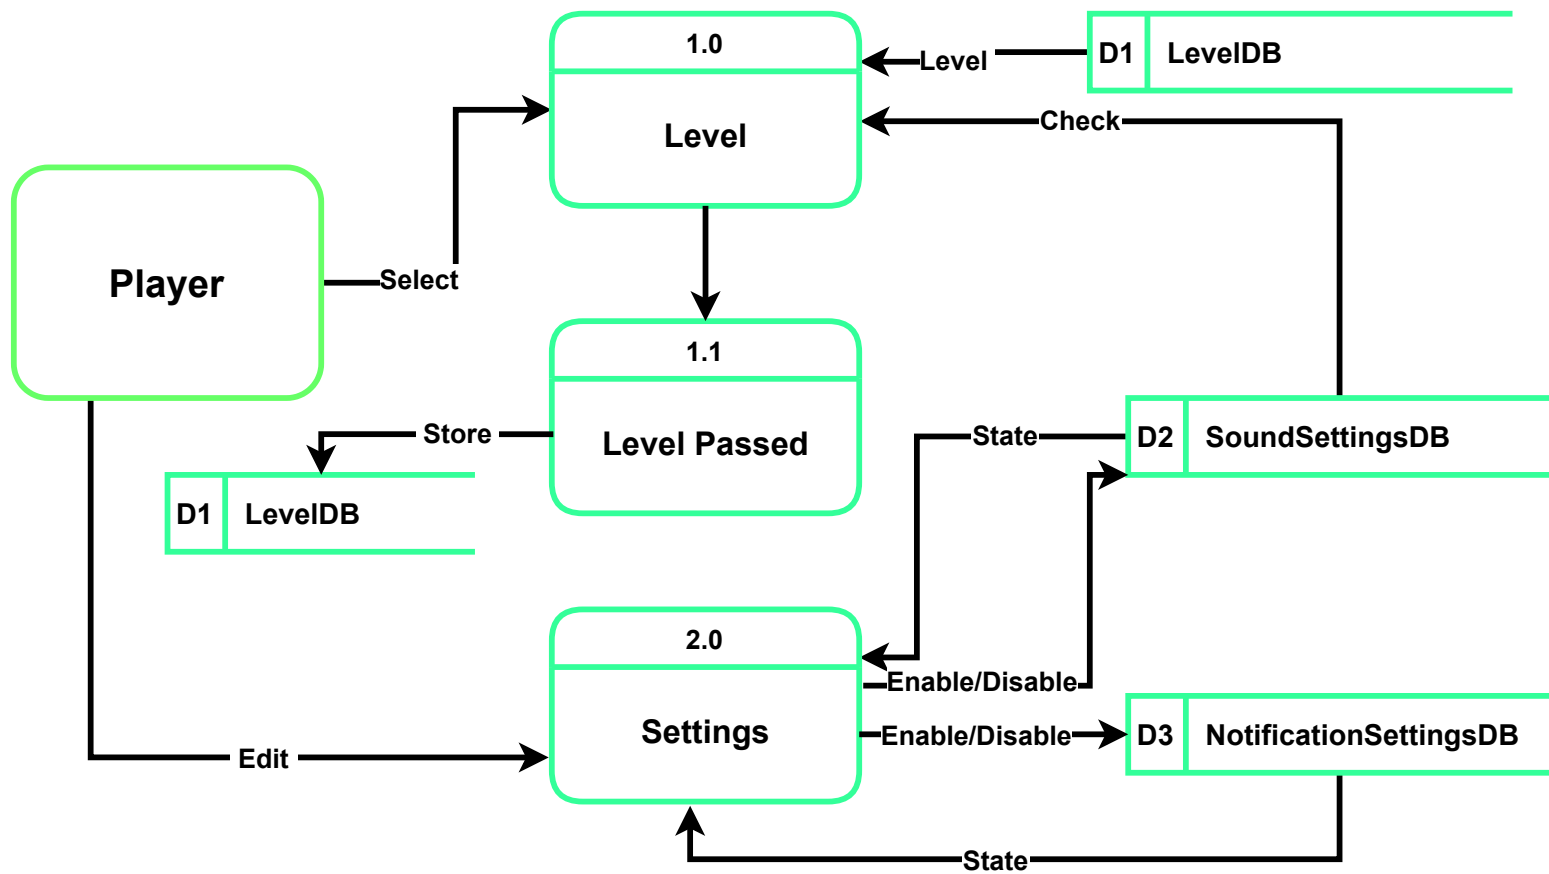 1.0
Level
D1
LevelDB
Level
Check
Player
Select
1.1
Level Passed
Store
D1
LevelDB
State
D2
SoundSettingsDB
2.0
Settings
Enable/Disable
Enable/Disable
D3
NotificationSettingsDB
Edit
State